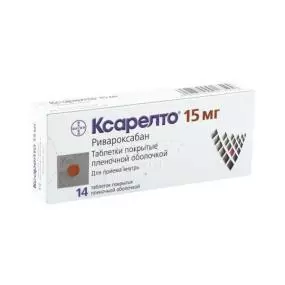 BAYER
Ксарелто® 15 мг
Ривароксабан
Таблетки покрытые
пленочной оболочкой
Для приема внутрь
14 таблеток покрытых
пленочной оболочкой